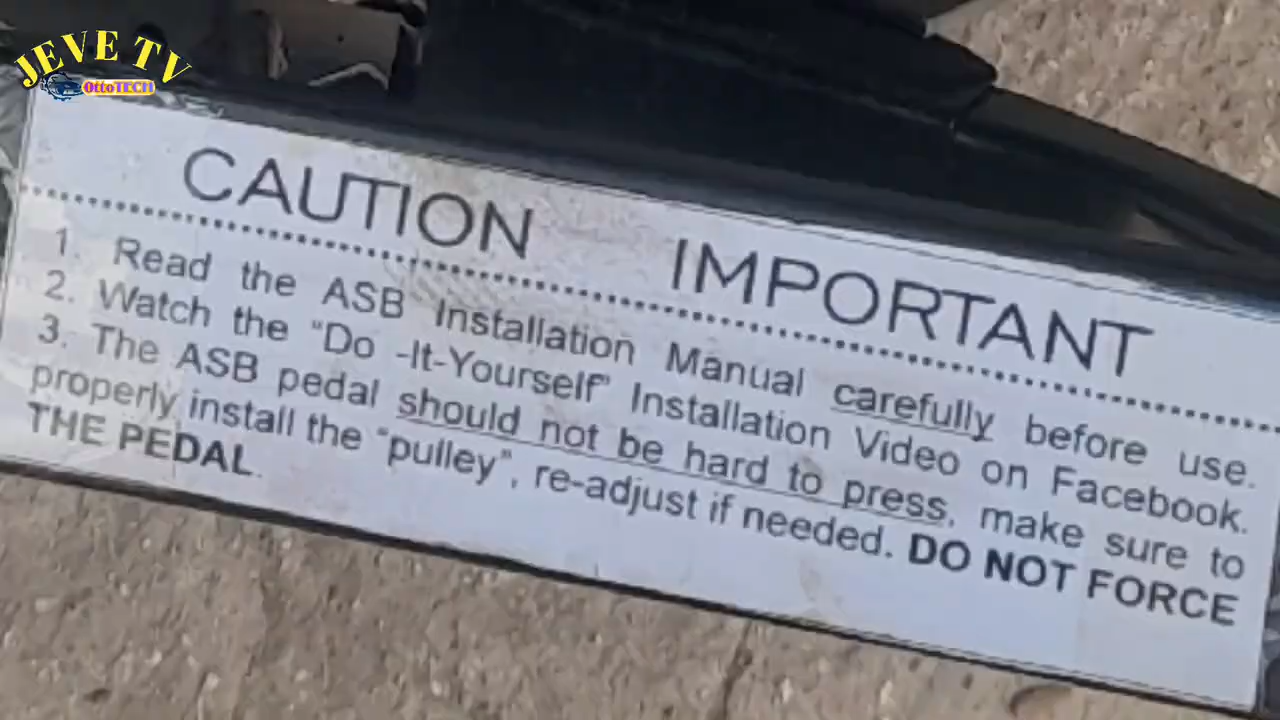 JEVE TV
OttoTECH
CAUTION IMPORTANT
1. Read the ASB Installation Manual carefully before use.
2. Watch the “Do -It-Yourself” Installation Video on Facebook.
3. The ASB pedal should not be hard to press, make sure to
properly install the “pulley”, re-adjust if needed. DO NOT FORCE
THE PEDAL.